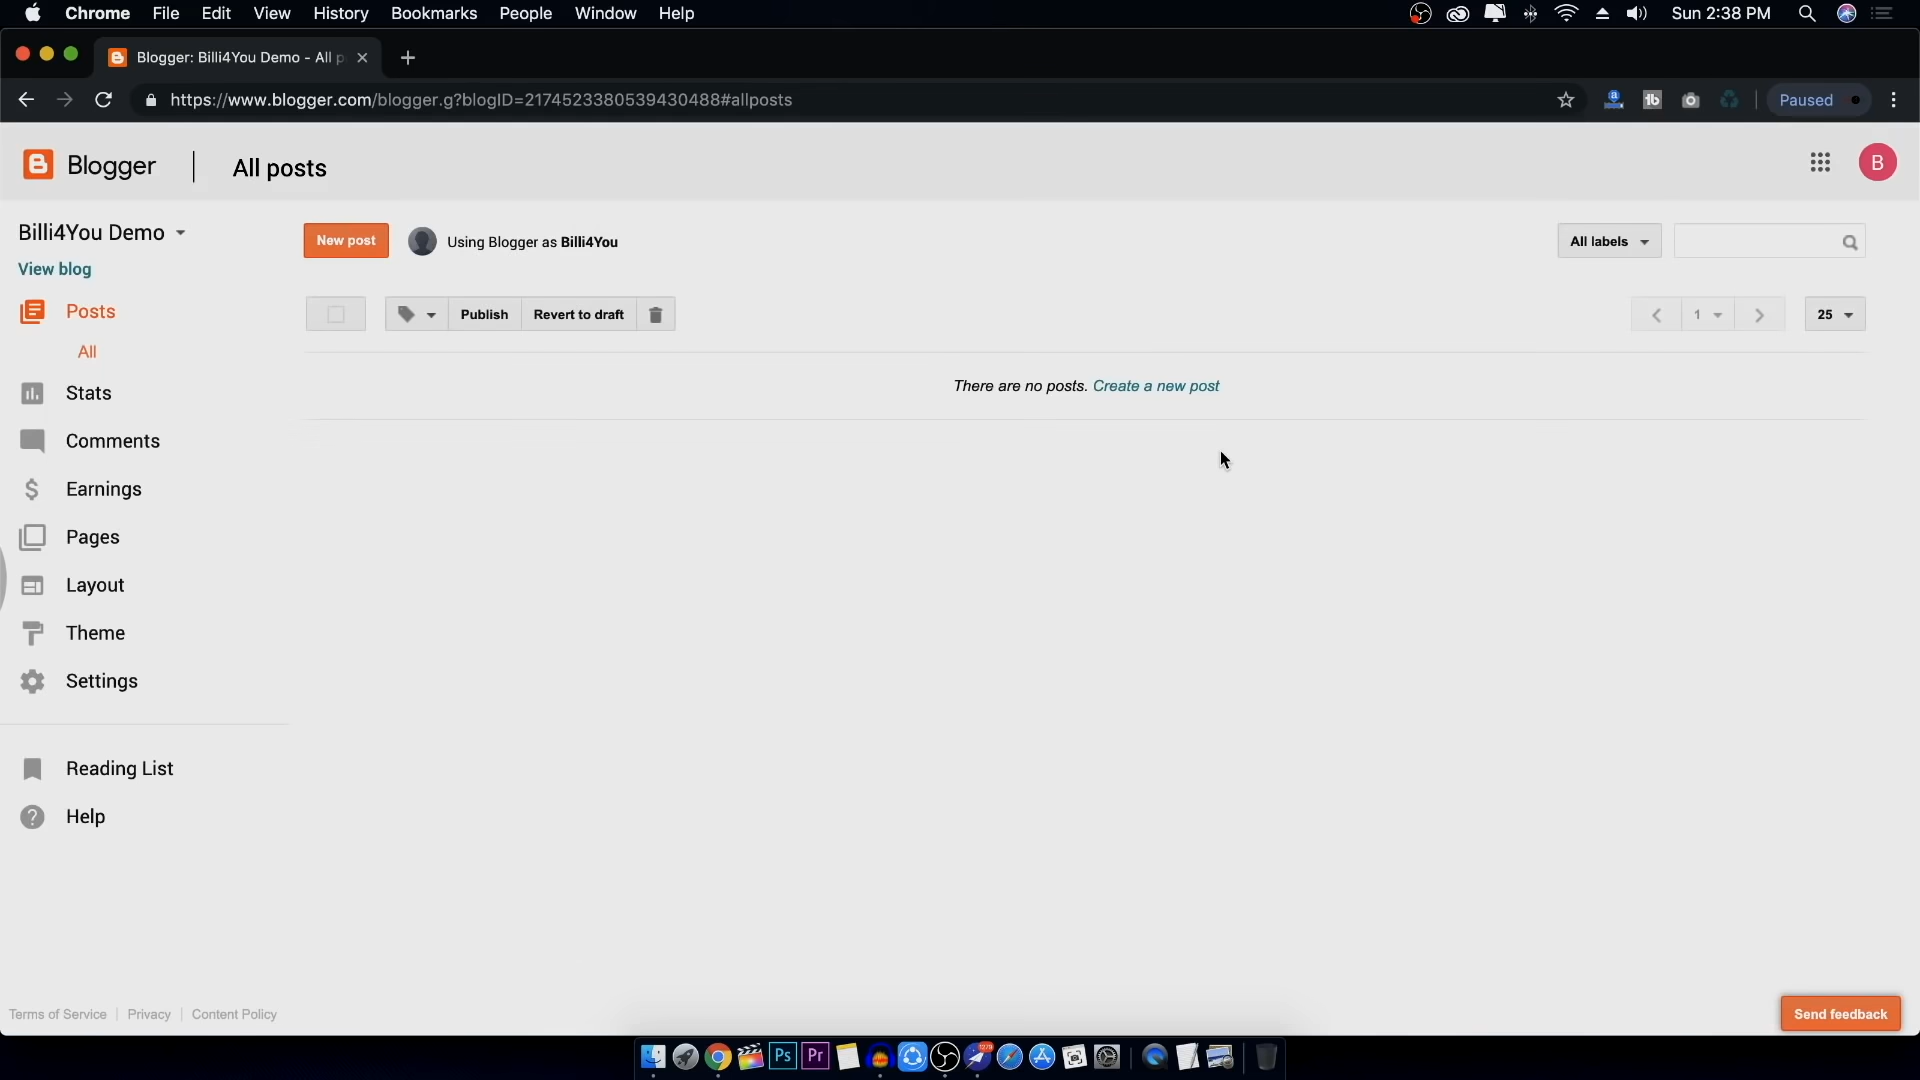 Chrome File Edit View History Bookmarks People Window Help Sun 2:38 PM
Blogger: Billi4You Demo - All p
https://www.blogger.com/blogger.g?blogID=2174523380539430488#allposts Paused
Blogger All posts B
Billi4You Demo
New post Using Blogger as Billi4You All labels
View blog
Posts
Publish Revert to draft 1 25
All
There are no posts. Create a new post
Stats
Comments
Earnings
Pages
Layout
Theme
Settings
Reading List
Help
Terms of Service Privacy Content Policy Send feedback
Ps Pr